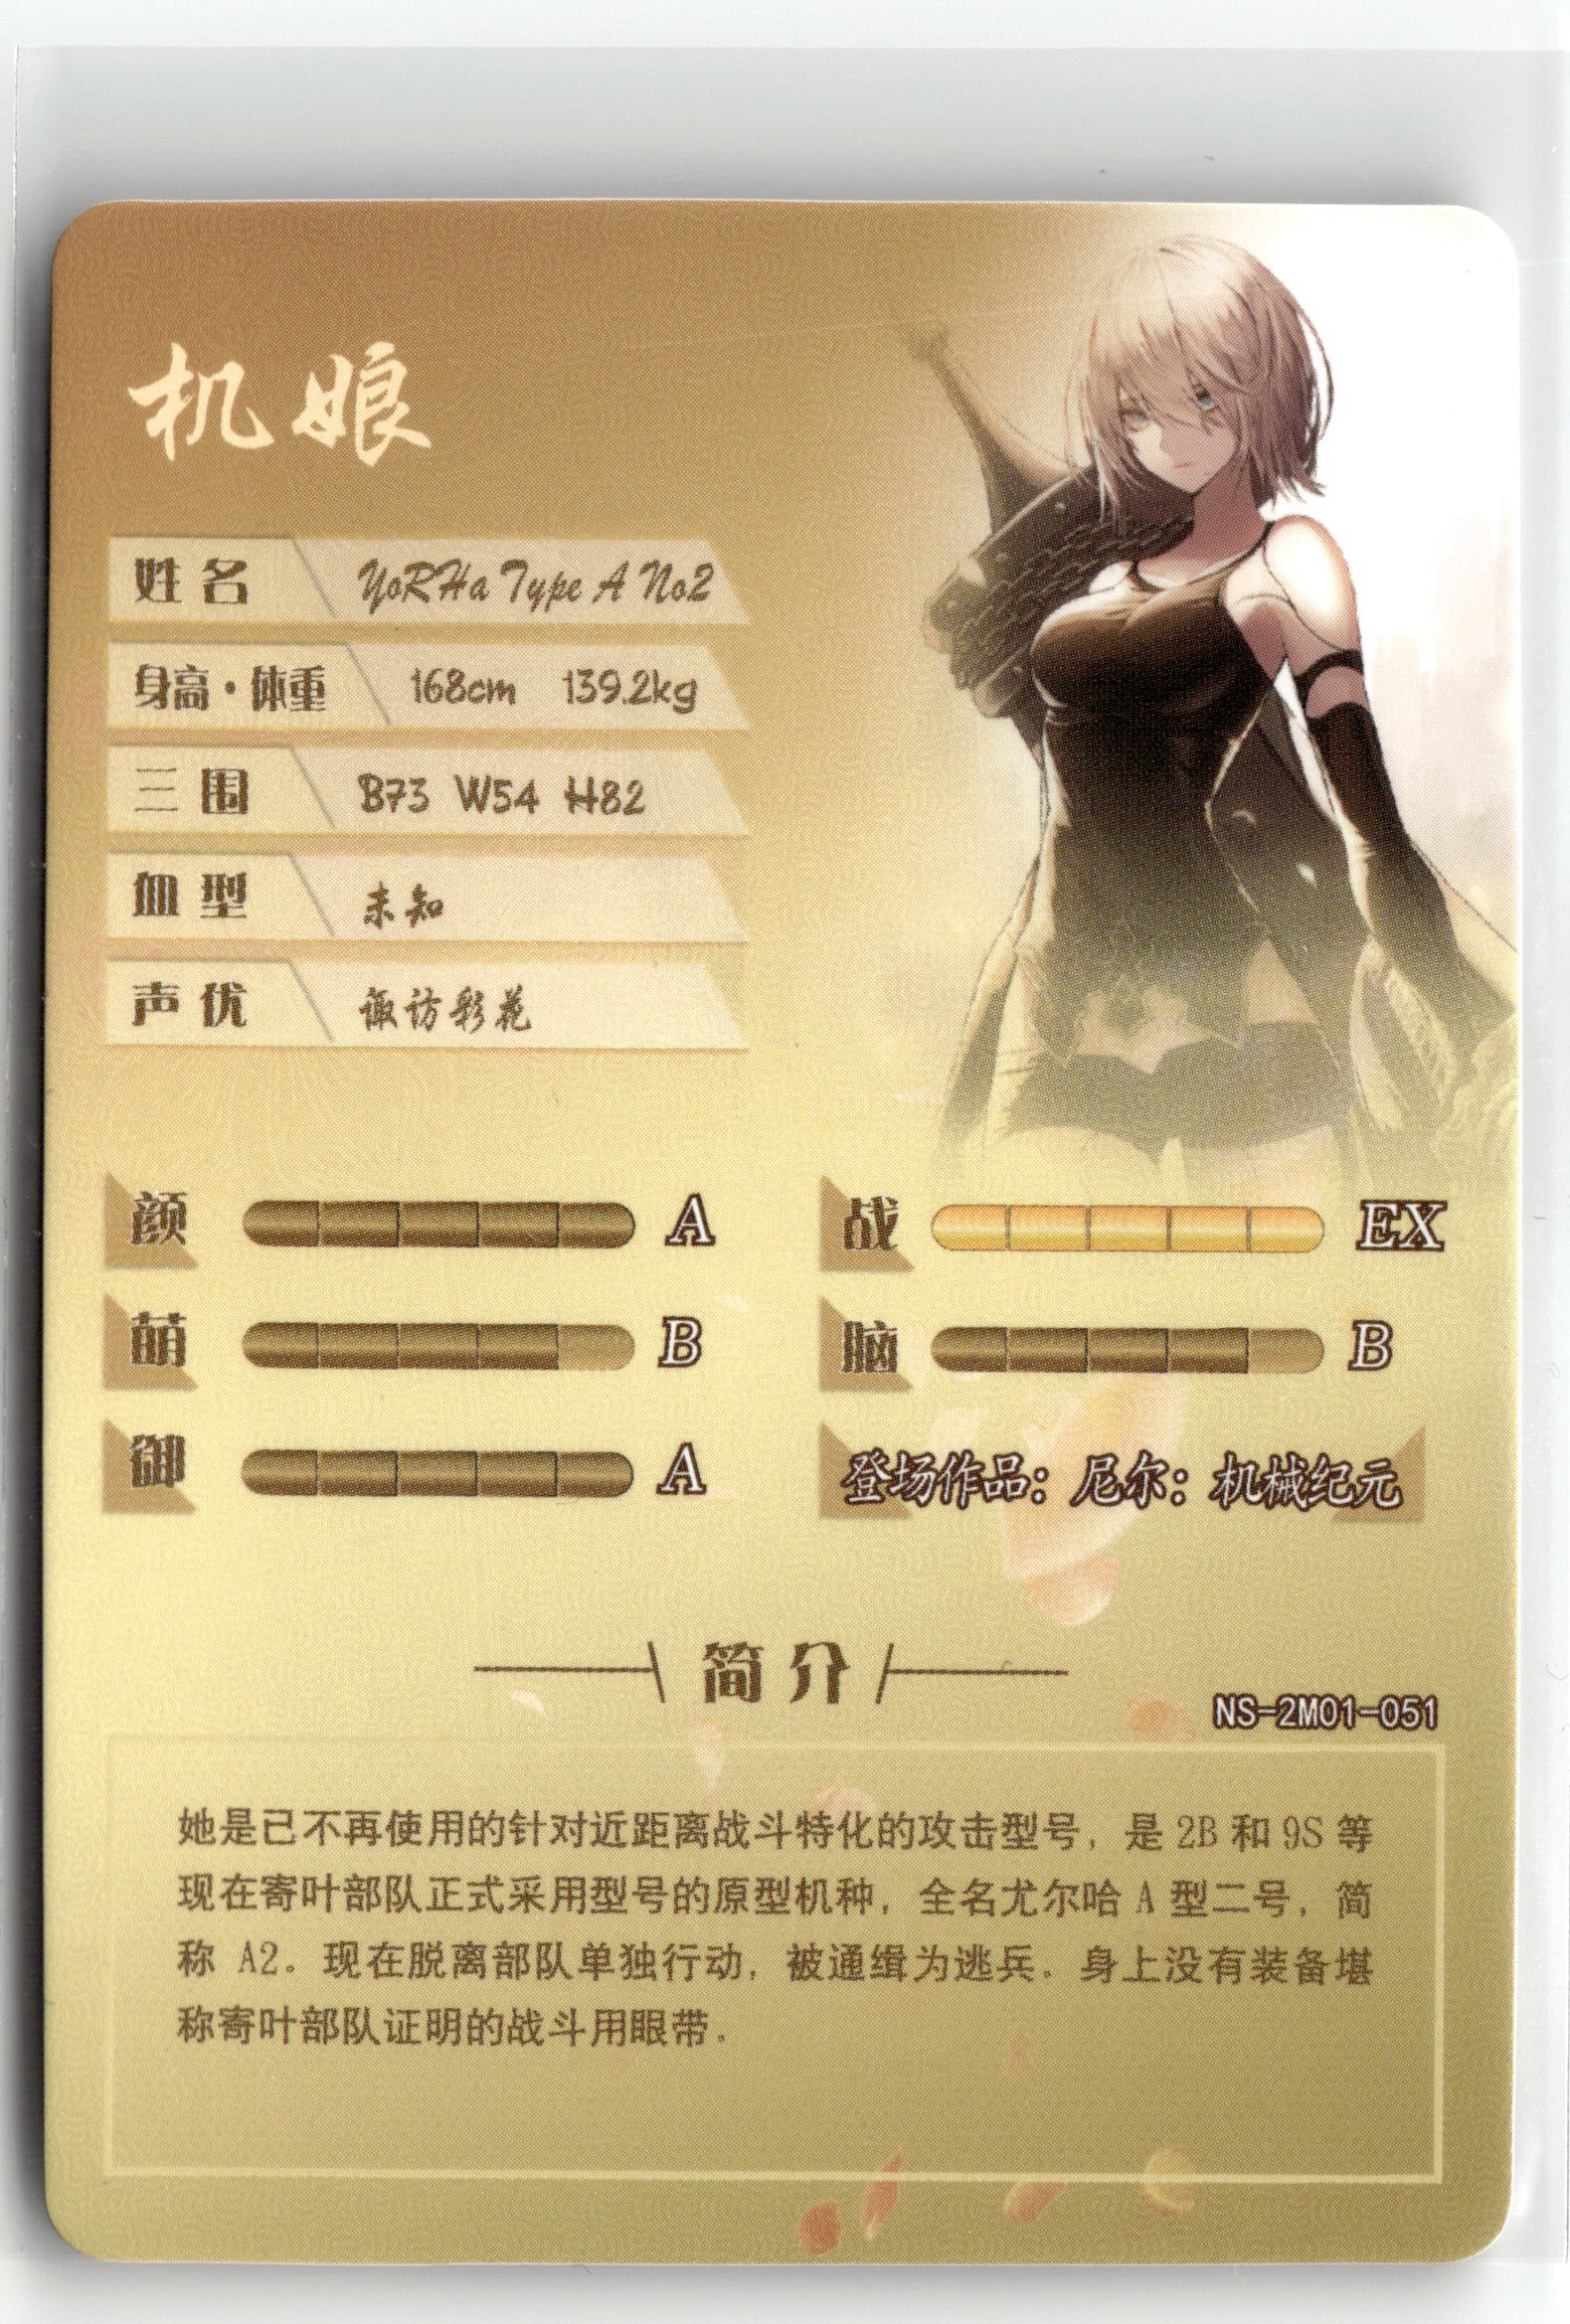 机娘
姓名 YoRHa Type A No2
身高·体重 168cm 139.2kg
三围 B73 W54 H82
血型 未知
声优 诹访彩花
颜 A 战 EX
萌 B 脑 B
御 A 登场作品：尼尔：机械纪元
简介
NS-2M01-051
她是已不再使用的针对近距离战斗特化的攻击型号，是 2B 和 9S 等
现在寄叶部队正式采用型号的原型机种，全名尤尔哈 A 型二号，简
称 A2。现在脱离部队单独行动，被通缉为逃兵。身上没有装备堪
称寄叶部队证明的战斗用眼带。